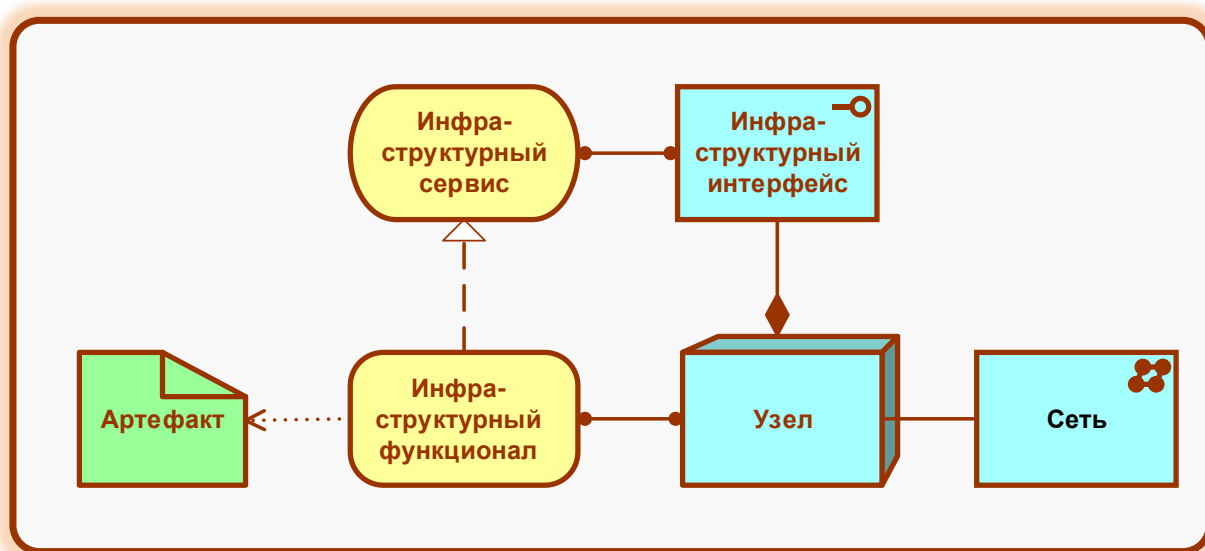 Инфра-
структурный
сервис
Инфра-
структурный
интерфейс
Артефакт
Инфра-
структурный
функционал
Узел
Сеть